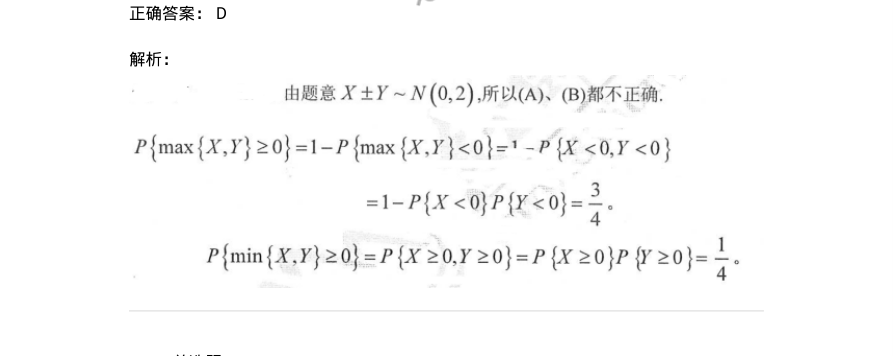 正确答案： D
解析：
由题意 X ± Y ~ N(0,2),所以(A)、(B)都不正确.
P{max{X,Y} ≥ 0} = 1 − P{max{X,Y} < 0} = 1 − P{X < 0,Y < 0}
= 1 − P{X < 0}P{Y < 0} = 3/4。
P{min{X,Y} ≥ 0} = P{X ≥ 0,Y ≥ 0} = P{X ≥ 0}P{Y ≥ 0} = 1/4。